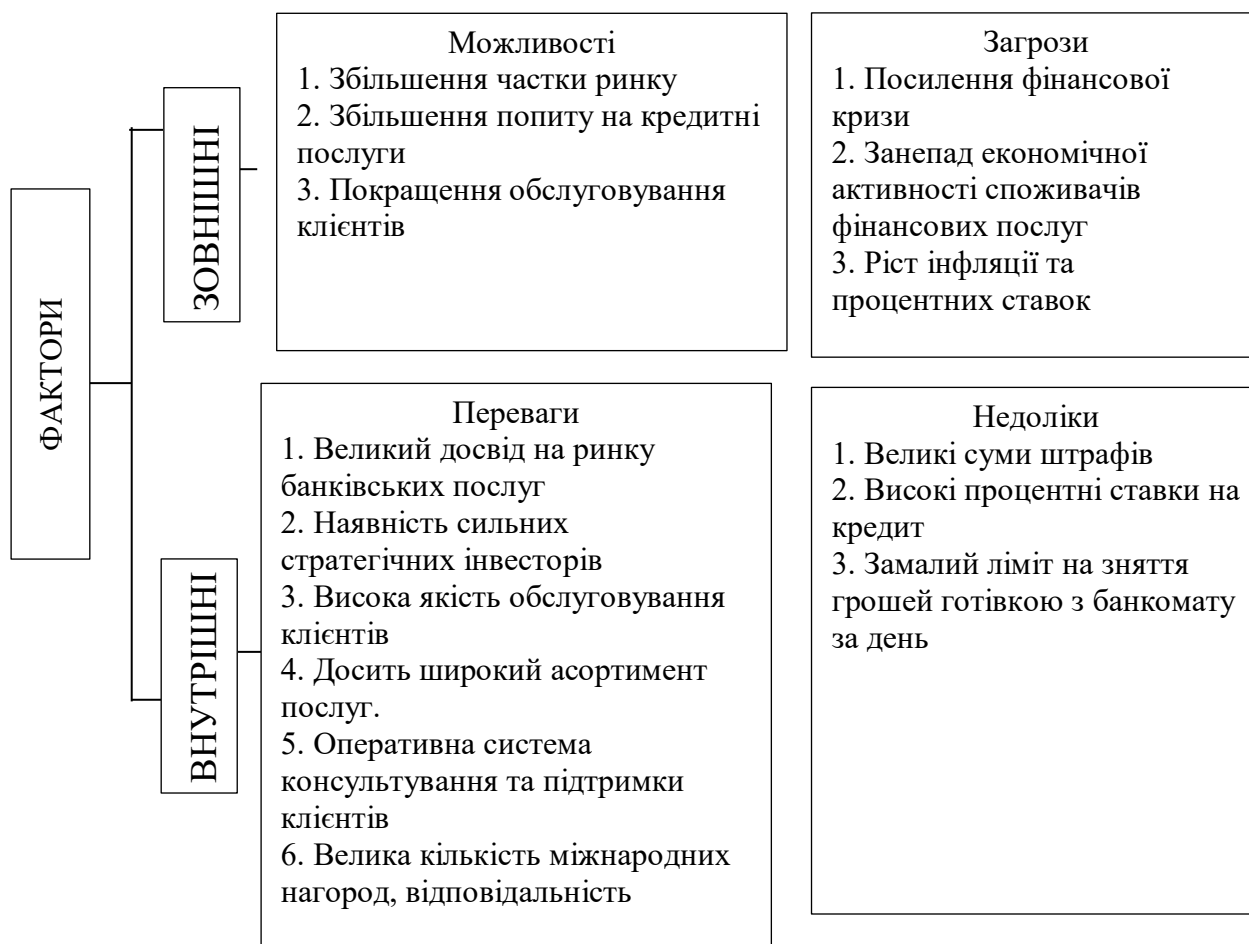 ФАКТОРИ
ЗОВНІШНІ
Можливості
1. Збільшення частки ринку
2. Збільшення попиту на кредитні
послуги
3. Покращення обслуговування
клієнтів
Загрози
1. Посилення фінансової
кризи
2. Занепад економічної
активності споживачів
фінансових послуг
3. Ріст інфляції та
процентних ставок
ВНУТРІШНІ
Переваги
1. Великий досвід на ринку
банківських послуг
2. Наявність сильних
стратегічних інвесторів
3. Висока якість обслуговування
клієнтів
4. Досить широкий асортимент
послуг.
5. Оперативна система
консультування та підтримки
клієнтів
6. Велика кількість міжнародних
нагород, відповідальність
Недоліки
1. Великі суми штрафів
2. Високі процентні ставки на
кредит
3. Замалий ліміт на зняття
грошей готівкою з банкомату
за день